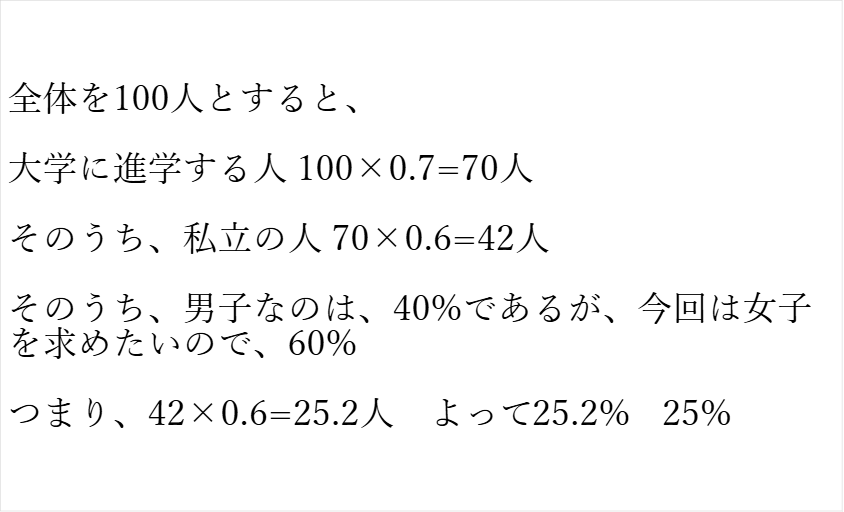 全体を100人とすると、
大学に進学する人 100×0.7=70人
そのうち、私立の人 70×0.6=42人
そのうち、男子なのは、40%であるが、今回は女子
を求めたいので、60%
つまり、42×0.6=25.2人　よって25.2%　25%